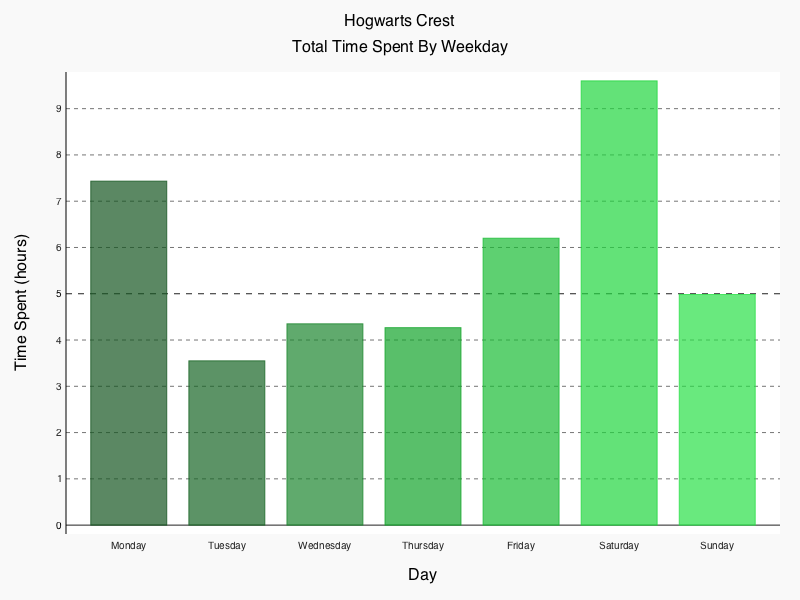 Hogwarts Crest
Total Time Spent By Weekday
Time Spent (hours)
9
8
7
6
5
4
3
2
1
0
Monday Tuesday Wednesday Thursday Friday Saturday Sunday
Day